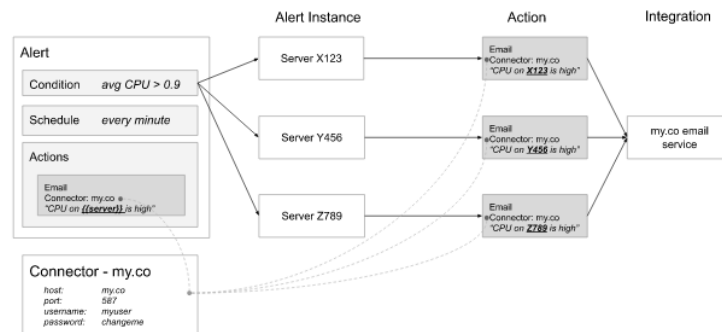 Alert Instance
Action
Integration
Alert
Condition avg CPU > 0.9
Schedule every minute
Actions
Email
Connector: my.co
“CPU on {{server}} is high”
Server X123
Server Y456
Server Z789
Email
Connector: my.co
“CPU on X123 is high”
Email
Connector: my.co
“CPU on Y456 is high”
Email
Connector: my.co
“CPU on Z789 is high”
my.co email
service
Connector - my.co
host: my.co
port: 587
username: myuser
password: changeme